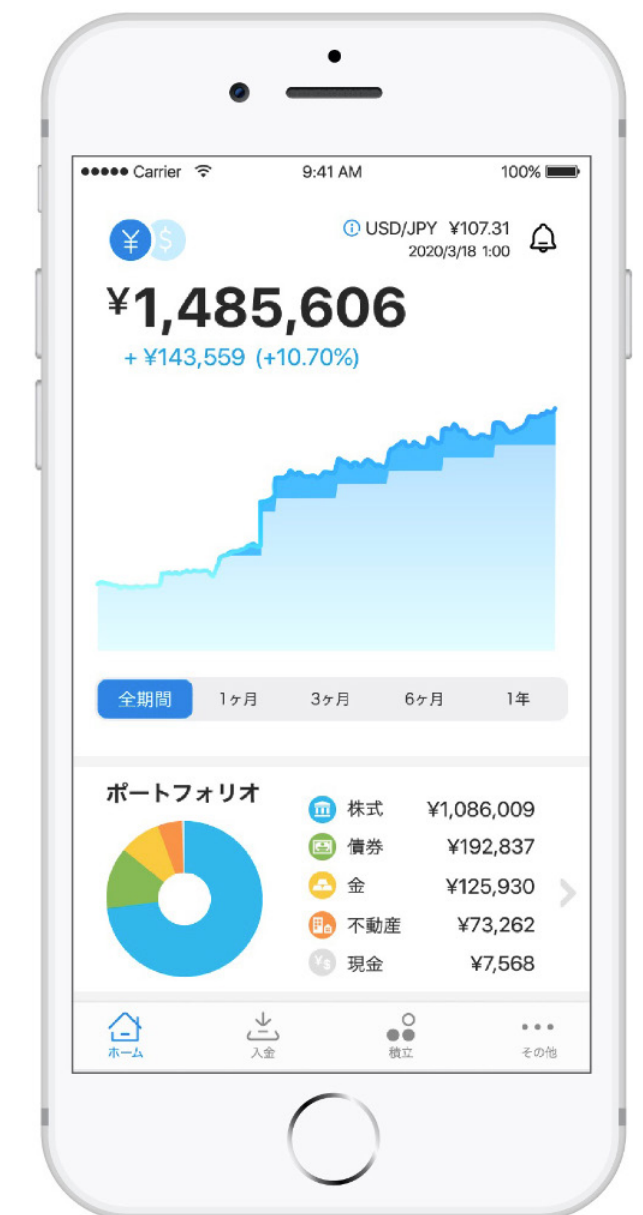 Carrier 9:41 AM 100%
¥ $ USD/JPY ¥107.31
2020/3/18 1:00
¥1,485,606
+ ¥143,559 (+10.70%)
全期間 1ヶ月 3ヶ月 6ヶ月 1年
ポートフォリオ
株式 ¥1,086,009
債券 ¥192,837
金 ¥125,930
不動産 ¥73,262
¥$ 現金 ¥7,568
ホーム 入金 積立 その他